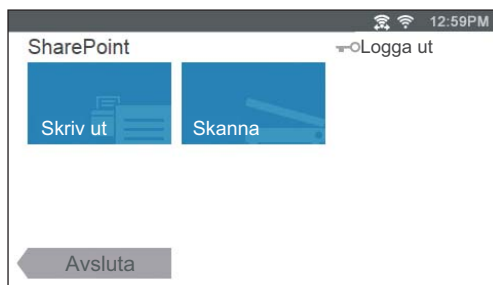 12:59PM
SharePoint
Logga ut
Skriv ut
Skanna
Avsluta